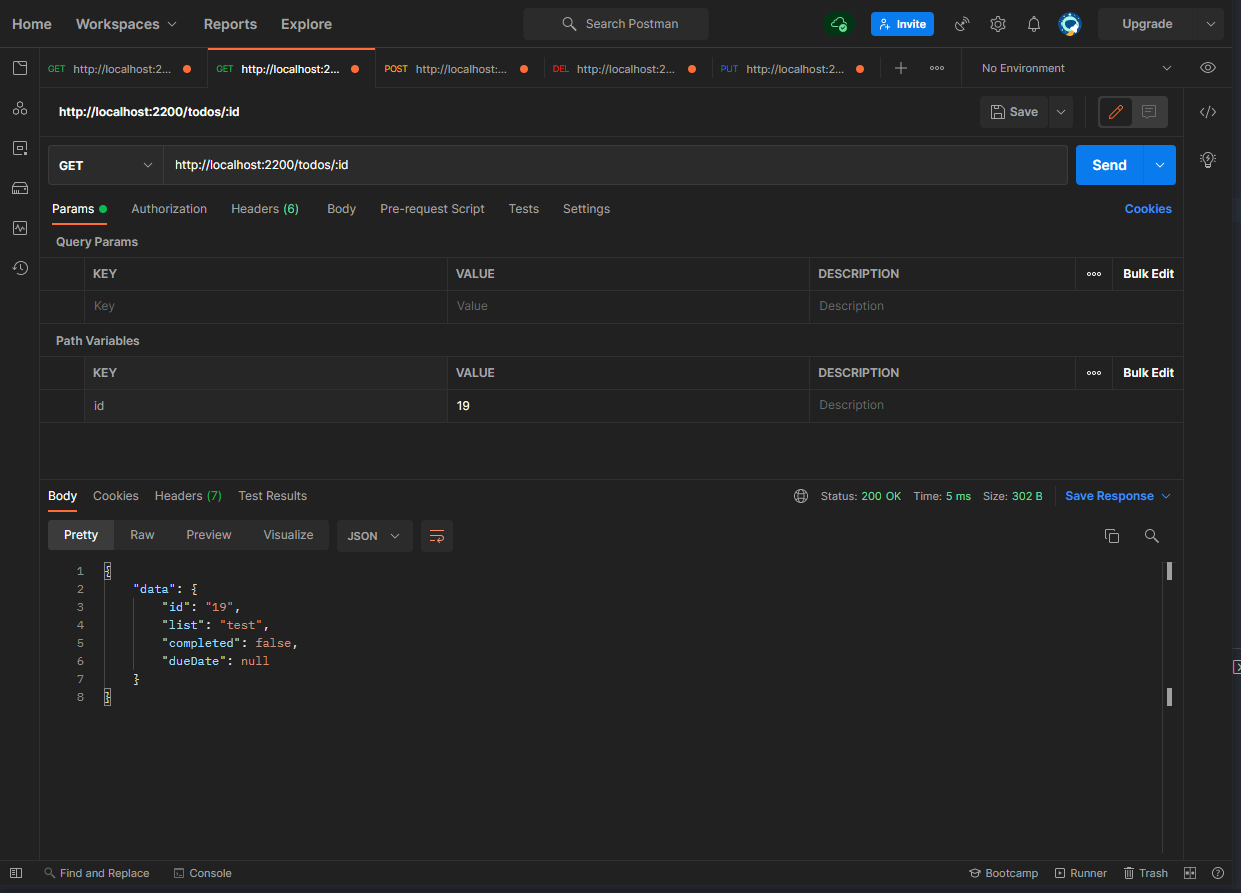 Home Workspaces Reports Explore Search Postman Invite Upgrade
GET http://localhost:2... GET http://localhost:2... POST http://localhost:... DEL http://localhost:2... PUT http://localhost:2... No Environment
http://localhost:2200/todos/:id Save
GET http://localhost:2200/todos/:id Send
Params Authorization Headers (6) Body Pre-request Script Tests Settings Cookies
Query Params
KEY VALUE DESCRIPTION Bulk Edit
Key Value Description
Path Variables
KEY VALUE DESCRIPTION Bulk Edit
id 19 Description
Body Cookies Headers (7) Test Results Status: 200 OK Time: 5 ms Size: 302 B Save Response
Pretty Raw Preview Visualize JSON
1 {
2 "data": {
3 "id": "19",
4 "list": "test",
5 "completed": false,
6 "dueDate": null
7 }
8 }
Find and Replace Console Bootcamp Runner Trash